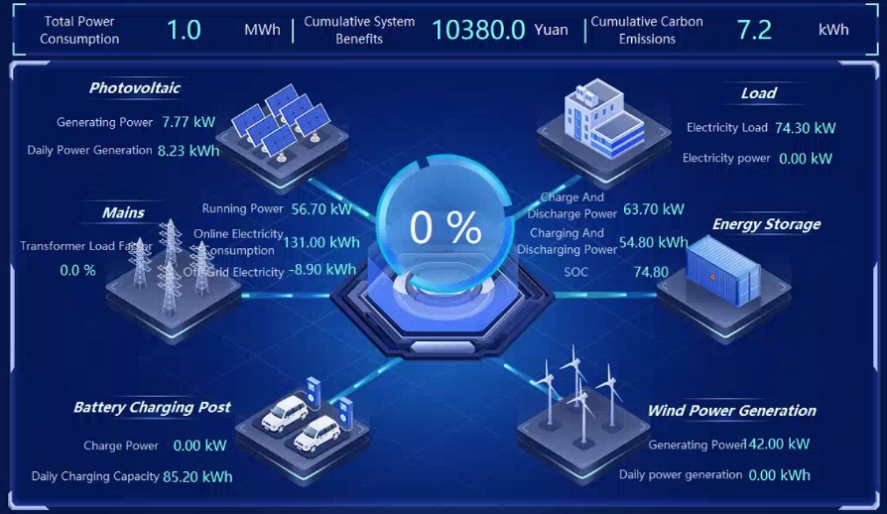 Total Power
Consumption
1.0 MWh
Cumulative System
Benefits
10380.0 Yuan
Cumulative Carbon
Emissions
7.2 kWh
Photovoltaic
Generating Power 7.77 kW
Daily Power Generation 8.23 kWh
Load
Electricity Load 74.30 kW
Electricity power 0.00 kW
Mains
Transformer Load Factor
0.0 %
Running Power 56.70 kW
Online Electricity
Consumption
131.00 kWh
Off-Grid Electricity -8.90 kWh
0 %
Charge And
Discharge Power
63.70 kW
Charging And
Discharging Power
54.80 kWh
SOC 74.80
Energy Storage
Battery Charging Post
Charge Power 0.00 kW
Daily Charging Capacity 85.20 kWh
Wind Power Generation
Generating Power 142.00 kW
Daily power generation 0.00 kWh